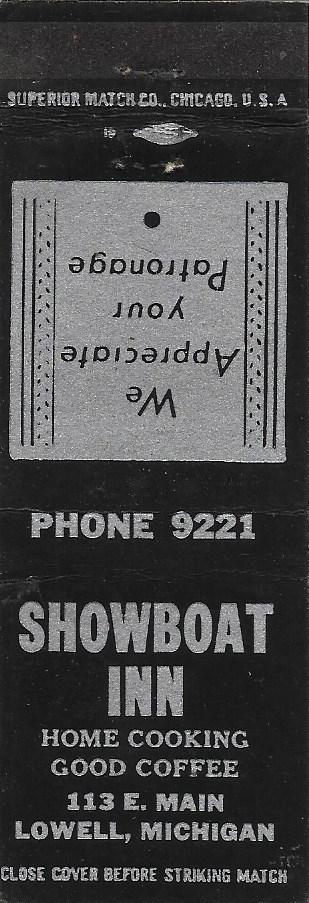 SUPERIOR MATCH CO., CHICAGO, U.S.A
We
Appreciate
your
Patronage
PHONE 9221
SHOWBOAT
INN
HOME COOKING
GOOD COFFEE
113 E. MAIN
LOWELL, MICHIGAN
CLOSE COVER BEFORE STRIKING MATCH